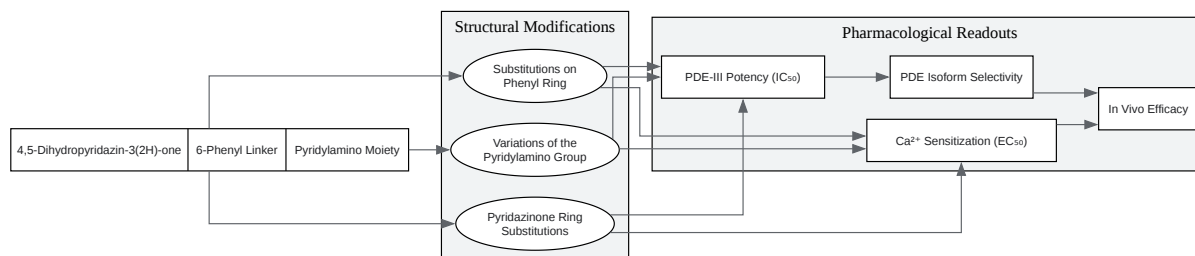 Structural Modifications
Pharmacological Readouts
Substitutions on
Phenyl Ring
PDE-III Potency (IC₅₀)
PDE Isoform Selectivity
In Vivo Efficacy
4,5-Dihydropyridazin-3(2H)-one
6-Phenyl Linker
Pyridylamino Moiety
Variations of the
Pyridylamino Group
Ca²⁺ Sensitization (EC₅₀)
Pyridazinone Ring
Substitutions